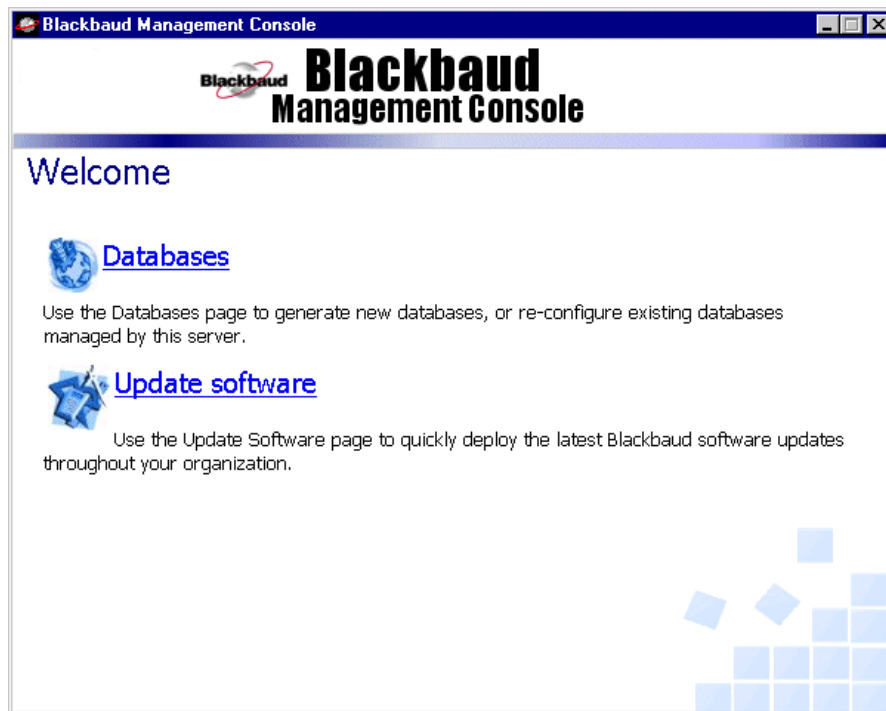 Blackbaud Management Console
Blackbaud
Blackbaud
Management Console
Welcome
Databases
Use the Databases page to generate new databases, or re-configure existing databases
managed by this server.
Update software
Use the Update Software page to quickly deploy the latest Blackbaud software updates
throughout your organization.